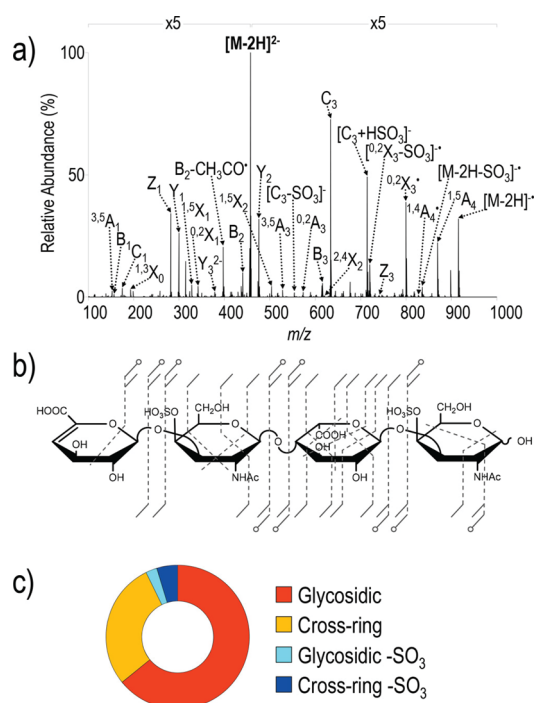 a)
x5
x5
Relative Abundance (%)
100
50
0
[M-2H]²⁻
³,⁵A₁
B₁
C₁
¹,³X₀
Z₁
Y₁
¹,⁵X₁
⁰,²X₁
Y₃²⁻
B₂-CH₃CO•
B₂
¹,⁵X₂
Y₂
³,⁵A₃
[C₃-SO₃]⁻
⁰,²A₃
B₃
C₃
²,⁴X₂
[C₃+HSO₃]⁻
[⁰,²X₃-SO₃]⁻•
⁰,²X₃•
Z₃
¹,⁴A₄•
[M-2H-SO₃]⁻•
¹,⁵A₄
[M-2H]⁻•
100 200 300 400 500 600 700 800 900 1000
m/z
b)
HOOC
OH
OH
O
O
HO₃SO
CH₂OH
O
NHAc
O
COOH
OH
O
OH
O
HO₃SO
CH₂OH
O
NHAc
OH
c)
Glycosidic
Cross-ring
Glycosidic -SO₃
Cross-ring -SO₃